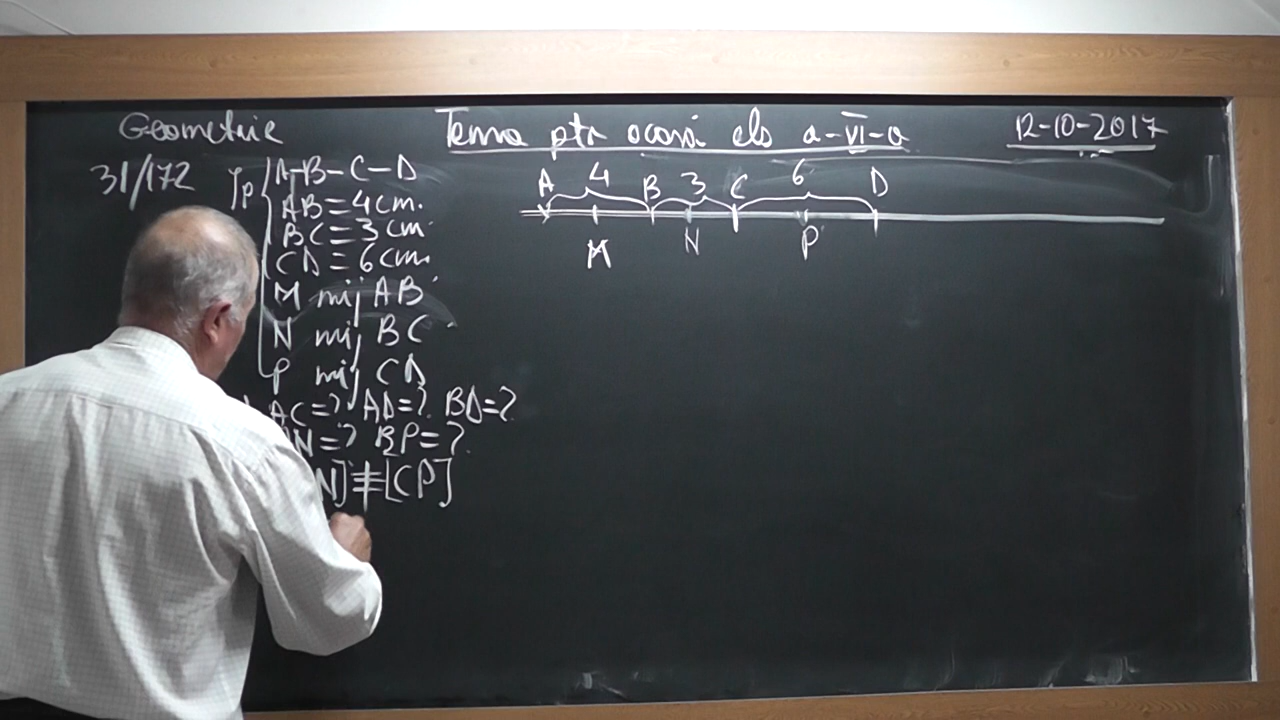 Geometrie Tema ptr acasă cls a-VI-a 12-10-2017
31/172 Ip A-B-C-D
AB=4cm.
BC=3cm
CD=6cm.
M mij AB
N mij BC
P mij CD
AC=? AD=? BD=?
N=? BP=?
N]≢[CP]
A 4 B 3 C 6 D
M N P